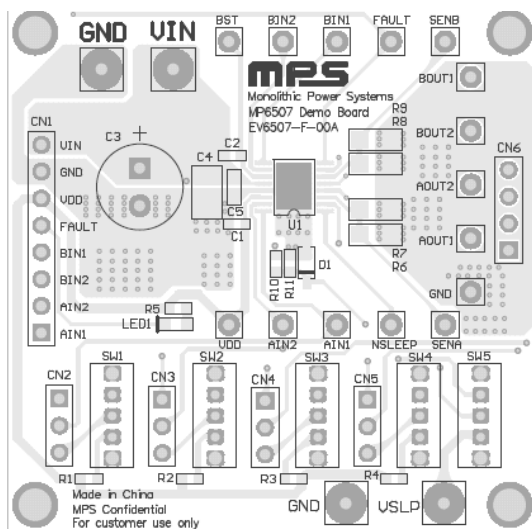 GND VIN BST BIN2 BIN1 FAULT SENB
MPS
Monolithic Power Systems
MP6507 Demo Board
EV6507-F-00A
BOUT1
CN1
VIN
GND
VDD
FAULT
BIN1
BIN2
AIN2
AIN1
C3
+
C2
C4
C5
C1
U1
R9
R8
R7
R6
BOUT2
AOUT2
AOUT1
GND
CN6
R10
R11
D1
R5
LED1
VDD AIN2 AIN1 NSLEEP SENA
CN2 SW1 CN3 SW2 CN4 SW3 CN5 SW4 SW5
R1 R2 R3 R4
Made in China
MPS Confidential
For customer use only
GND VSLP